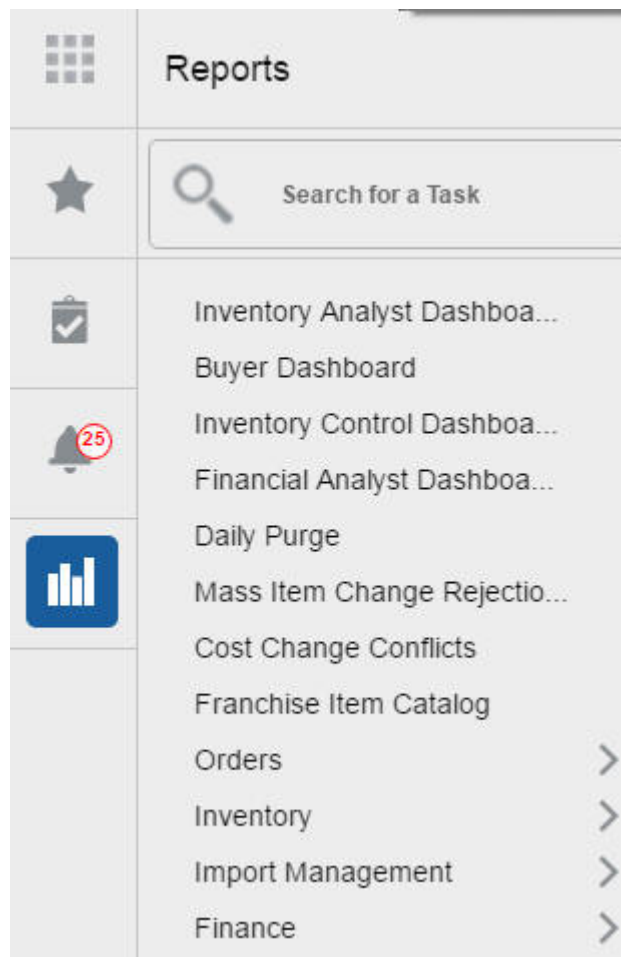 Reports
Search for a Task
Inventory Analyst Dashboa...
Buyer Dashboard
Inventory Control Dashboa...
25
Financial Analyst Dashboa...
Daily Purge
Mass Item Change Rejectio...
Cost Change Conflicts
Franchise Item Catalog
Orders
Inventory
Import Management
Finance